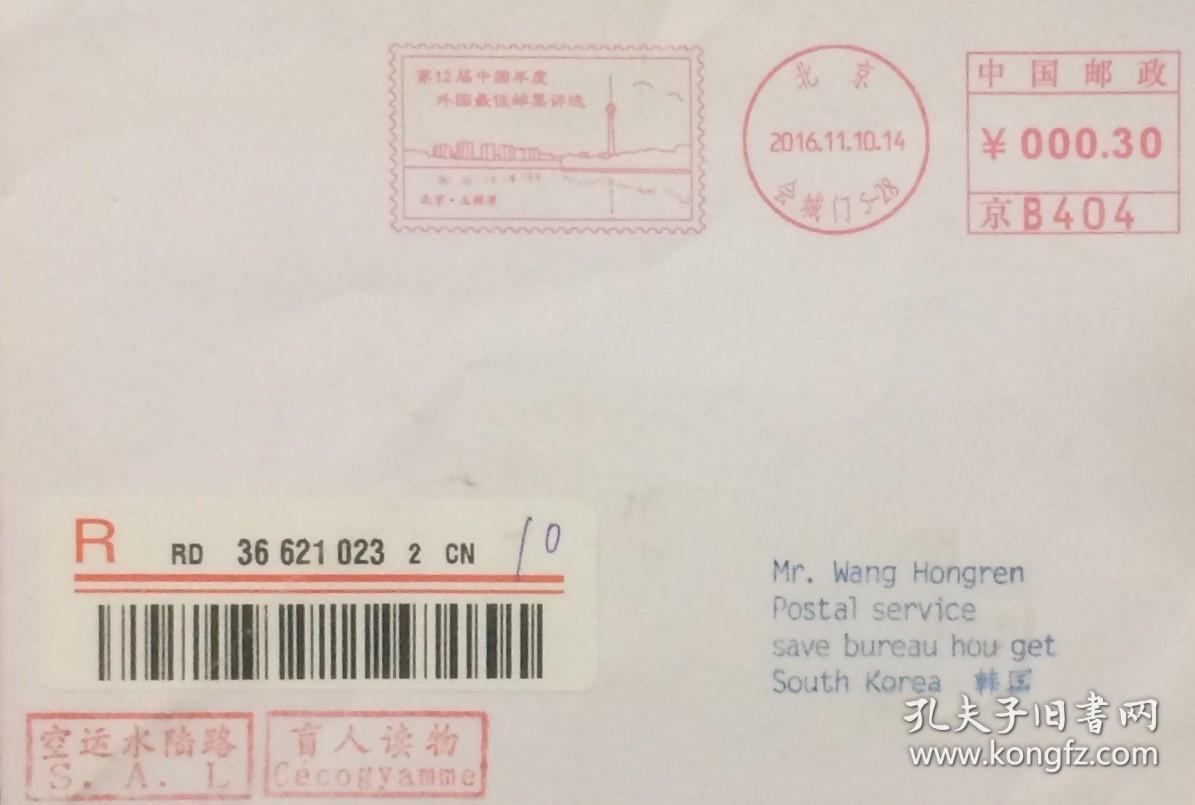 第12届中国年度
外国最佳邮票评选
北京·玉渊潭
北京
2016.11.10.14
会城门 5-28
中国邮政
¥000.30
京B404
R
RD 36 621 023 2 CN
10
Mr. Wang Hongren
Postal service
save bureau hou get
South Korea 韩国
空运水陆路
S. A. L
盲人读物
Cécogyamme
孔夫子旧书网
www.kongfz.com